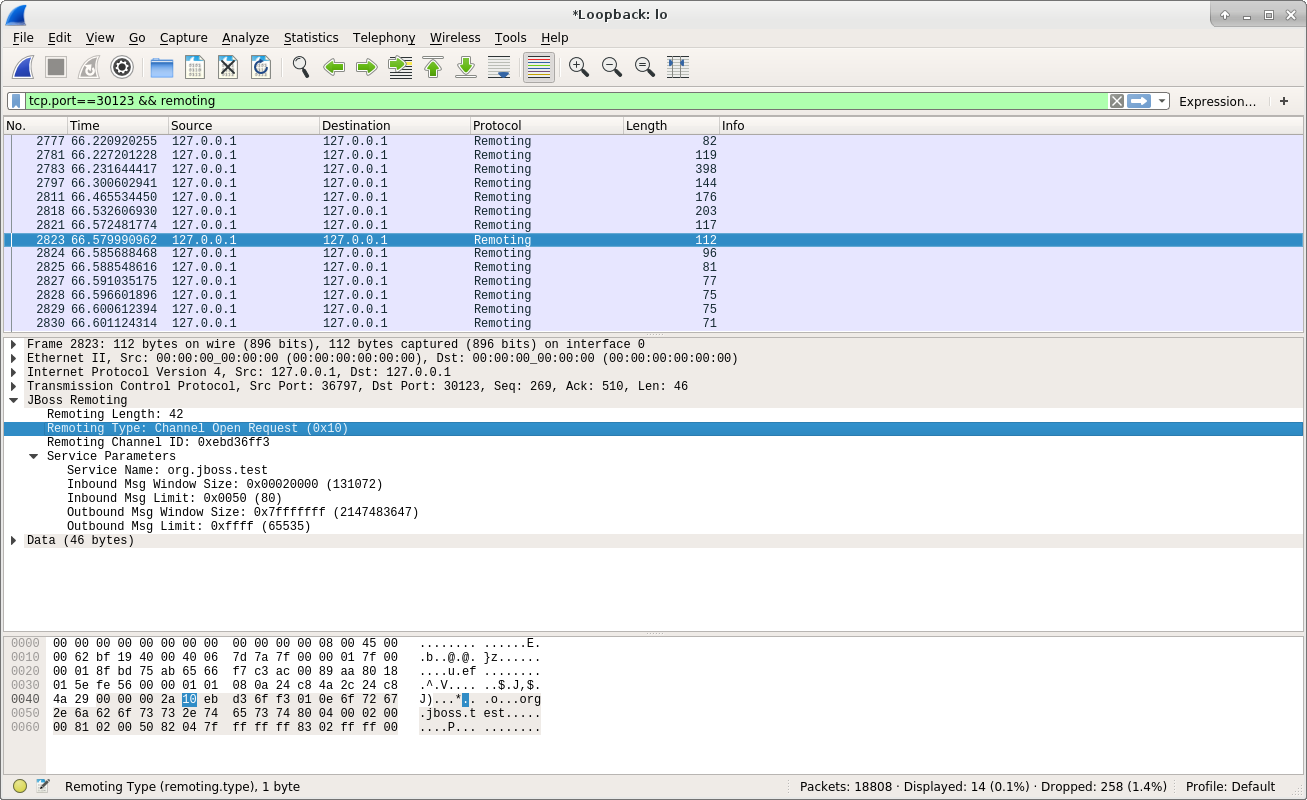 *Loopback: lo
File Edit View Go Capture Analyze Statistics Telephony Wireless Tools Help
tcp.port==30123 && remoting Expression… +
No. Time Source Destination Protocol Length Info
2777 66.220920255 127.0.0.1 127.0.0.1 Remoting 82
2781 66.227201228 127.0.0.1 127.0.0.1 Remoting 119
2783 66.231644417 127.0.0.1 127.0.0.1 Remoting 398
2797 66.300602941 127.0.0.1 127.0.0.1 Remoting 144
2811 66.465534450 127.0.0.1 127.0.0.1 Remoting 176
2818 66.532606930 127.0.0.1 127.0.0.1 Remoting 203
2821 66.572481774 127.0.0.1 127.0.0.1 Remoting 117
2823 66.579990962 127.0.0.1 127.0.0.1 Remoting 112
2824 66.585688468 127.0.0.1 127.0.0.1 Remoting 96
2825 66.588548616 127.0.0.1 127.0.0.1 Remoting 81
2827 66.591035175 127.0.0.1 127.0.0.1 Remoting 77
2828 66.596601896 127.0.0.1 127.0.0.1 Remoting 75
2829 66.600612394 127.0.0.1 127.0.0.1 Remoting 75
2830 66.601124314 127.0.0.1 127.0.0.1 Remoting 71
Frame 2823: 112 bytes on wire (896 bits), 112 bytes captured (896 bits) on interface 0
Ethernet II, Src: 00:00:00_00:00:00 (00:00:00:00:00:00), Dst: 00:00:00_00:00:00 (00:00:00:00:00:00)
Internet Protocol Version 4, Src: 127.0.0.1, Dst: 127.0.0.1
Transmission Control Protocol, Src Port: 36797, Dst Port: 30123, Seq: 269, Ack: 510, Len: 46
JBoss Remoting
Remoting Length: 42
Remoting Type: Channel Open Request (0x10)
Remoting Channel ID: 0xebd36ff3
Service Parameters
Service Name: org.jboss.test
Inbound Msg Window Size: 0x00020000 (131072)
Inbound Msg Limit: 0x0050 (80)
Outbound Msg Window Size: 0x7fffffff (2147483647)
Outbound Msg Limit: 0xffff (65535)
Data (46 bytes)
0000 00 00 00 00 00 00 00 00 00 00 00 00 08 00 45 00 ........ ......E.
0010 00 62 bf 19 40 00 40 06 7d 7a 7f 00 00 01 7f 00 .b..@.@. }z......
0020 00 01 8f bd 75 ab 65 66 f7 c3 ac 00 89 aa 80 18 ....u.ef ........
0030 01 5e fe 56 00 00 01 01 08 0a 24 c8 4a 2c 24 c8 .^.V.... ..$.J,$.
0040 4a 29 00 00 00 2a 10 eb d3 6f f3 01 0e 6f 72 67 J)...*.. .o...org
0050 2e 6a 62 6f 73 73 2e 74 65 73 74 80 04 00 02 00 .jboss.t est.....
0060 00 81 02 00 50 82 04 7f ff ff ff 83 02 ff ff 00 ....P... ........
Remoting Type (remoting.type), 1 byte Packets: 18808 · Displayed: 14 (0.1%) · Dropped: 258 (1.4%) Profile: Default